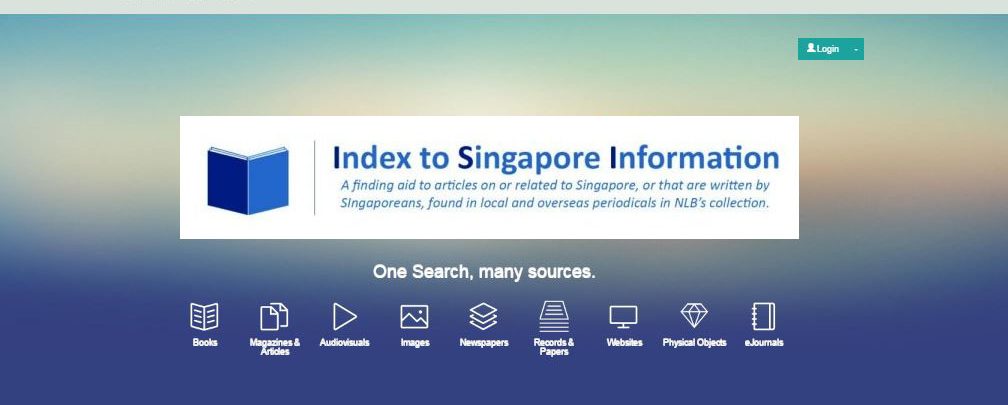 Login
Index to Singapore Information
A finding aid to articles on or related to Singapore, or that are written by
SIngaporeans, found in local and overseas periodicals in NLB's collection.
One Search, many sources.
Books
Magazines &
Articles
Audiovisuals
Images
Newspapers
Records &
Papers
Websites
Physical Objects
eJournals